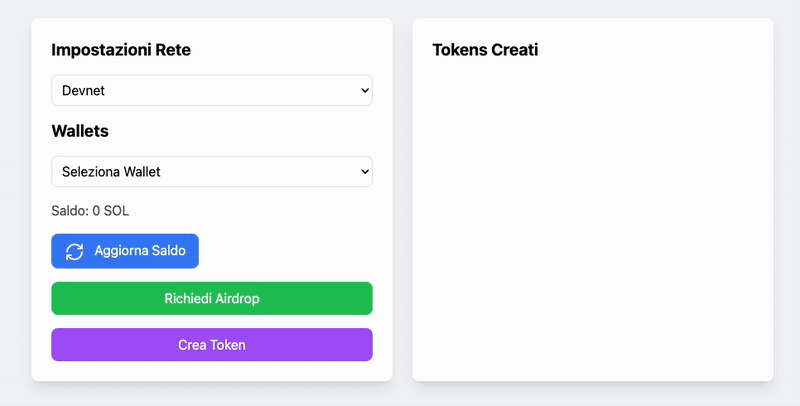 Impostazioni Rete
Devnet
Wallets
Seleziona Wallet
Saldo: 0 SOL
Aggiorna Saldo
Richiedi Airdrop
Crea Token
Tokens Creati